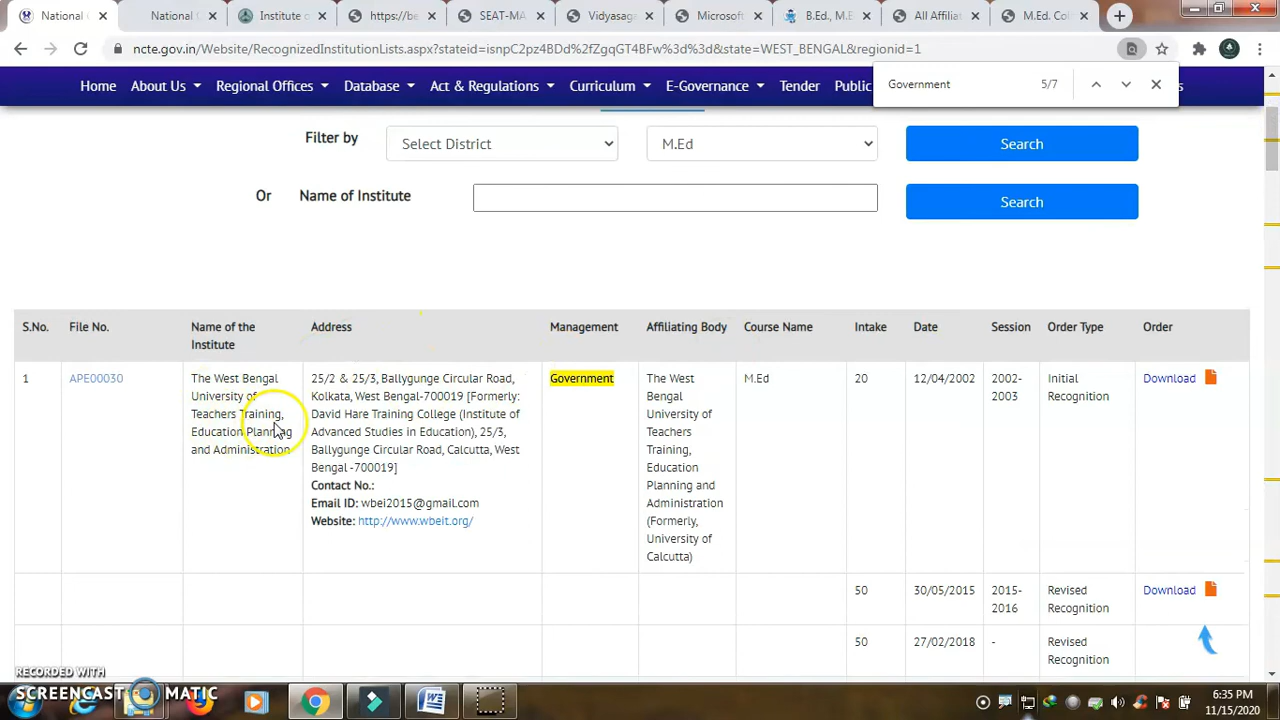 National C
National C
Institute o
https://be
SEAT-MA
Vidyasaga
Microsoft
B.Ed, M.E
All Affiliat
M.Ed. Col
ncte.gov.in/Website/RecognizedInstitutionLists.aspx?stateid=ispnC2pz4BDd%2fZgqGT4BFw%3d%3d&state=WEST_BENGAL&regionid=1
Home About Us Regional Offices Database Act & Regulations Curriculum E-Governance Tender Public
Government 5/7
Filter by Select District M.Ed Search
Or Name of Institute Search
S.No. File No. Name of the Institute Address Management Affiliating Body Course Name Intake Date Session Order Type Order
1
APE00030
The West Bengal
University of
Teachers Training,
Education Planning
and Administration
25/2 & 25/3, Ballygunge Circular Road,
Kolkata, West Bengal-700019 [Formerly:
David Hare Training College (Institute of
Advanced Studies in Education), 25/3,
Ballygunge Circular Road, Calcutta, West
Bengal -700019]
Contact No.:
Email ID: wbei2015@gmail.com
Website: http://www.wbeit.org/
Government
The West
Bengal
University of
Teachers
Training,
Education
Planning and
Administration
(Formerly,
University of
Calcutta)
M.Ed
20
12/04/2002
2002-
2003
Initial
Recognition
Download
50 30/05/2015 2015-
2016
Revised
Recognition
Download
50 27/02/2018 - Revised
Recognition
RECORDED WITH
SCREENCAST MATIC
6:35 PM
11/15/2020